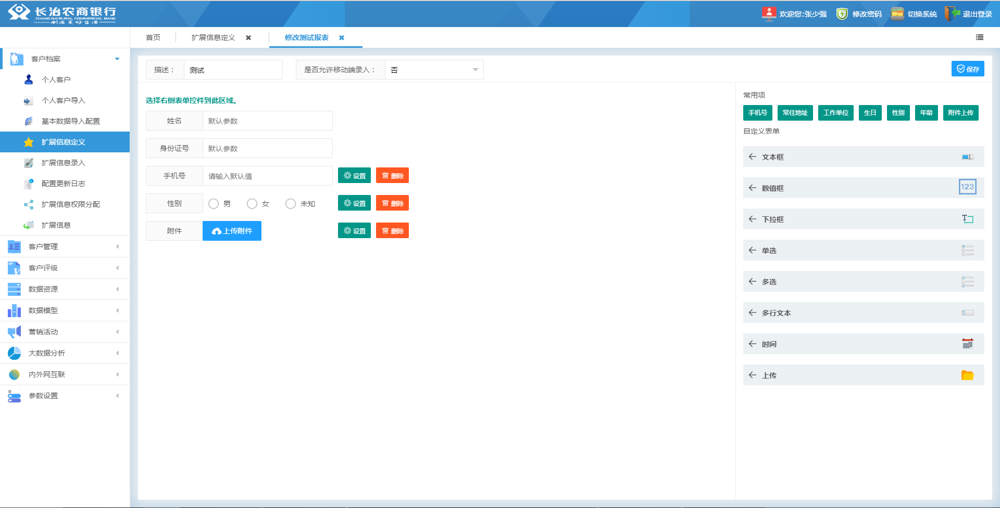 长治农商银行
CHANG ZHI RURAL COMMERCIAL BANK
创造美好生活
欢迎您:张少强
修改密码
切换系统
退出登录
首页
扩展信息定义
修改测试报表
客户档案
个人客户
个人客户导入
基本数据导入配置
扩展信息定义
扩展信息录入
配置更新日志
扩展信息权限分配
扩展信息
客户管理
客户评级
数据资源
数据模型
营销活动
大数据分析
内外网互联
参数设置
描述： 测试
是否允许移动端录入： 否
保存
选择右侧表单控件到此区域。
姓名 默认参数
身份证号 默认参数
手机号 请输入默认值 设置 删除
性别 男 女 未知 设置 删除
附件 上传附件 设置 删除
常用项
手机号 常住地址 工作单位 生日 性别 年龄 附件上传
自定义表单
文本框
数值框 123
下拉框
单选
多选
多行文本
时间
上传